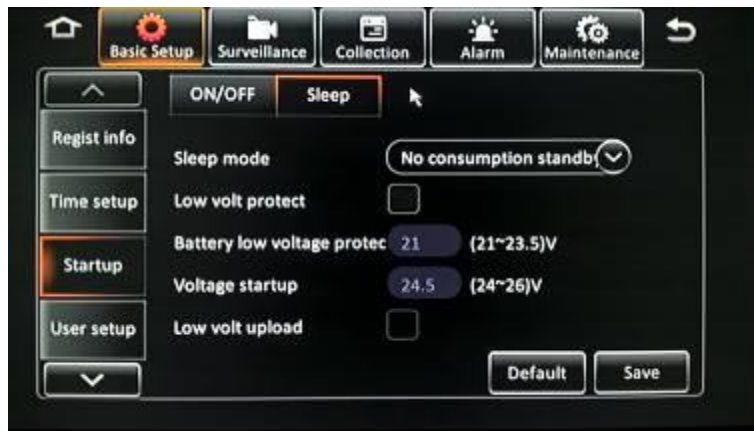 Basic Setup
Surveillance
Collection
Alarm
Maintenance
ON/OFF
Sleep
Regist info
Time setup
Startup
User setup
Sleep mode
No consumption standb
Low volt protect
Battery low voltage protec
21
(21~23.5)V
Voltage startup
24.5
(24~26)V
Low volt upload
Default
Save